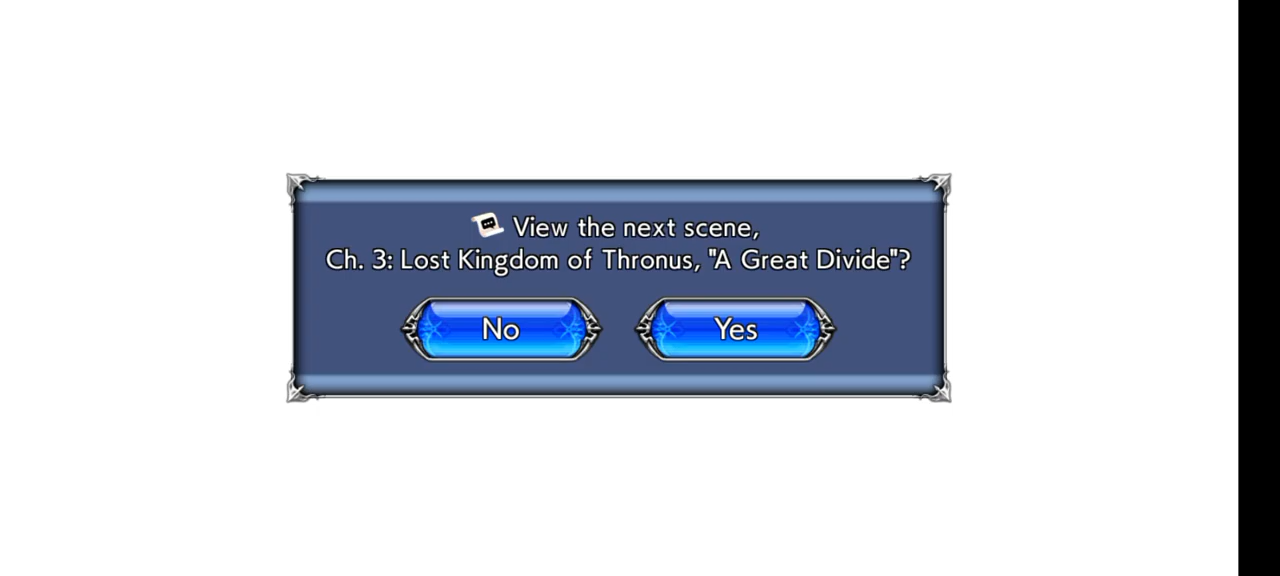 View the next scene,
Ch. 3: Lost Kingdom of Thronus, "A Great Divide"?
No
Yes